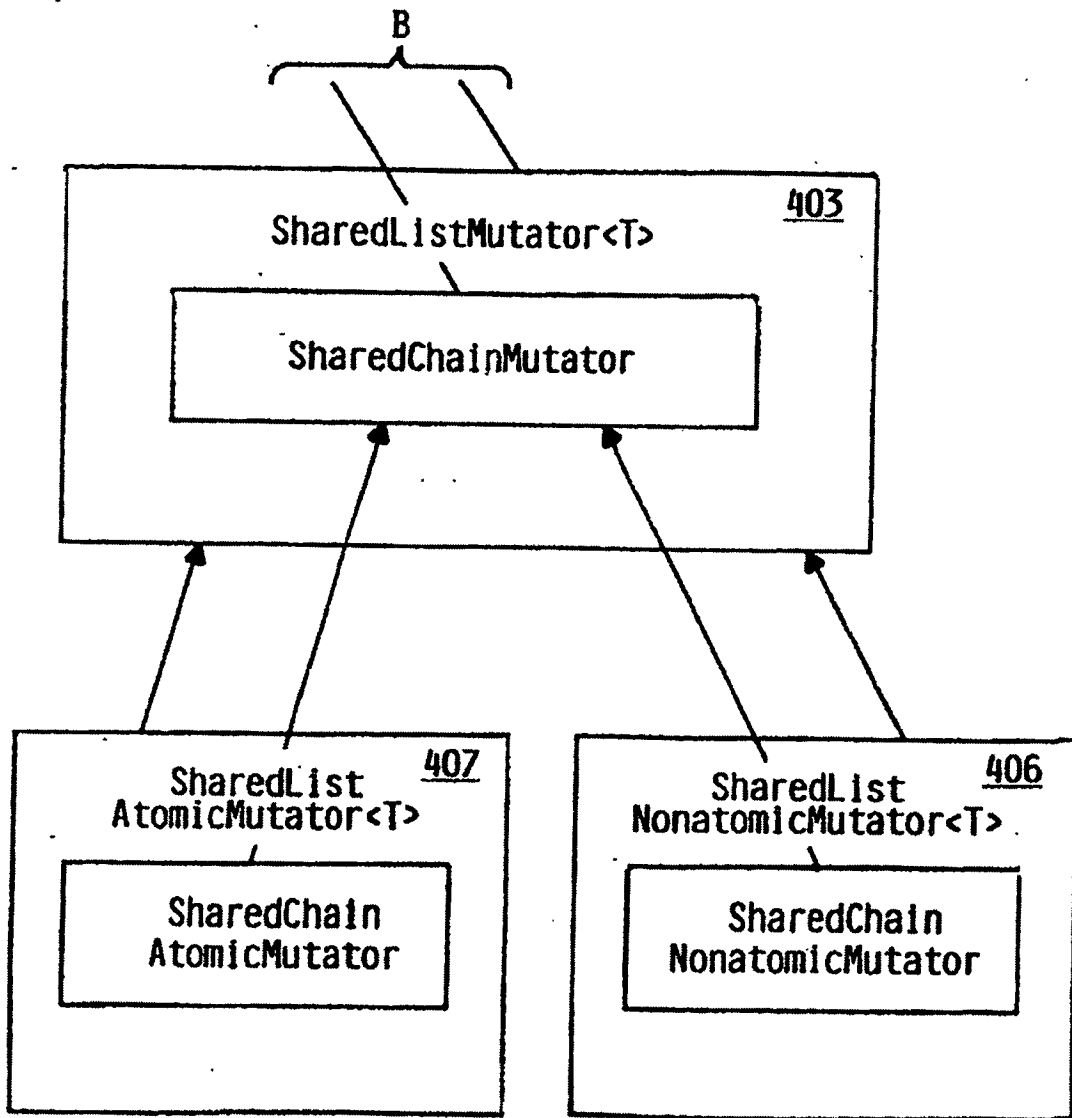 B
403
SharedListMutator<T>
SharedChainMutator
407
SharedList
AtomicMutator<T>
SharedChain
AtomicMutator
406
SharedList
NonatomicMutator<T>
SharedChain
NonatomicMutator